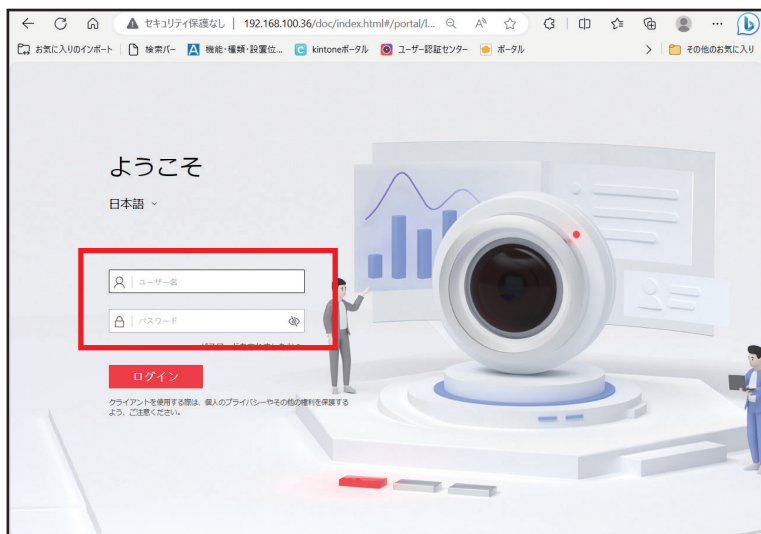 セキュリティ保護なし | 192.168.100.36/doc/index.html#/portal/l...
お気に入りのインポート 検索バー 機能・種類・設置位... kintoneポータル ユーザー認証センター ポータル その他のお気に入り
ようこそ
日本語
ユーザー名
パスワード
ログイン
クライアントを使用する際は、個人のプライバシーやその他の権利を保護する
よう、ご注意ください。